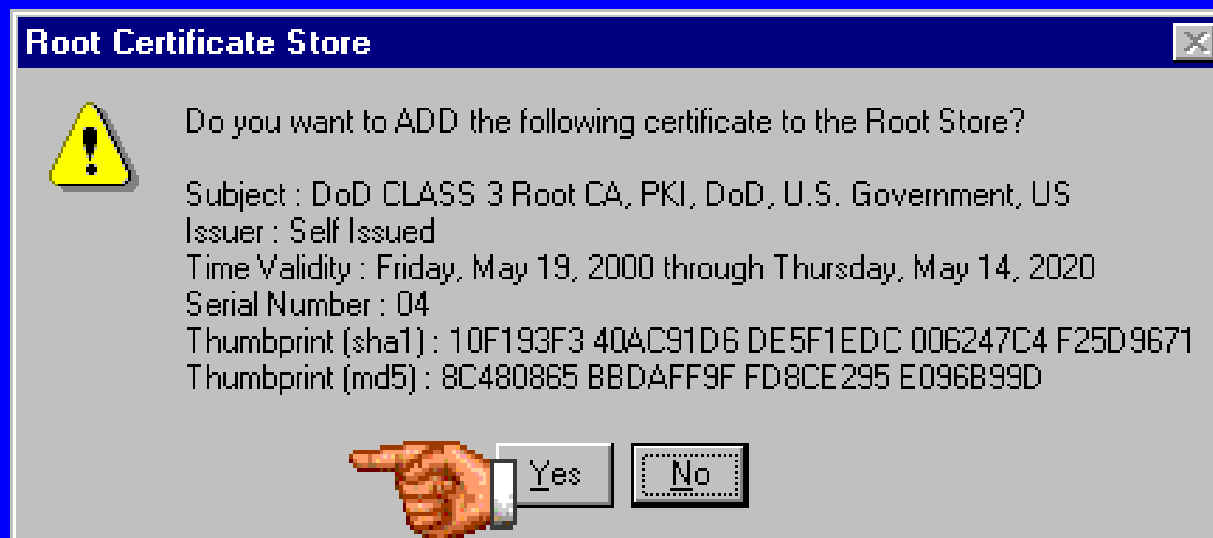 Root Certificate Store
Do you want to ADD the following certificate to the Root Store?
Subject : DoD CLASS 3 Root CA, PKI, DoD, U.S. Government, US
Issuer : Self Issued
Time Validity : Friday, May 19, 2000 through Thursday, May 14, 2020
Serial Number : 04
Thumbprint (sha1) : 10F193F3 40AC91D6 DE5F1EDC 006247C4 F25D9671
Thumbprint (md5) : 8C480865 BBDAFF9F FD8CE295 E096B99D
Yes No